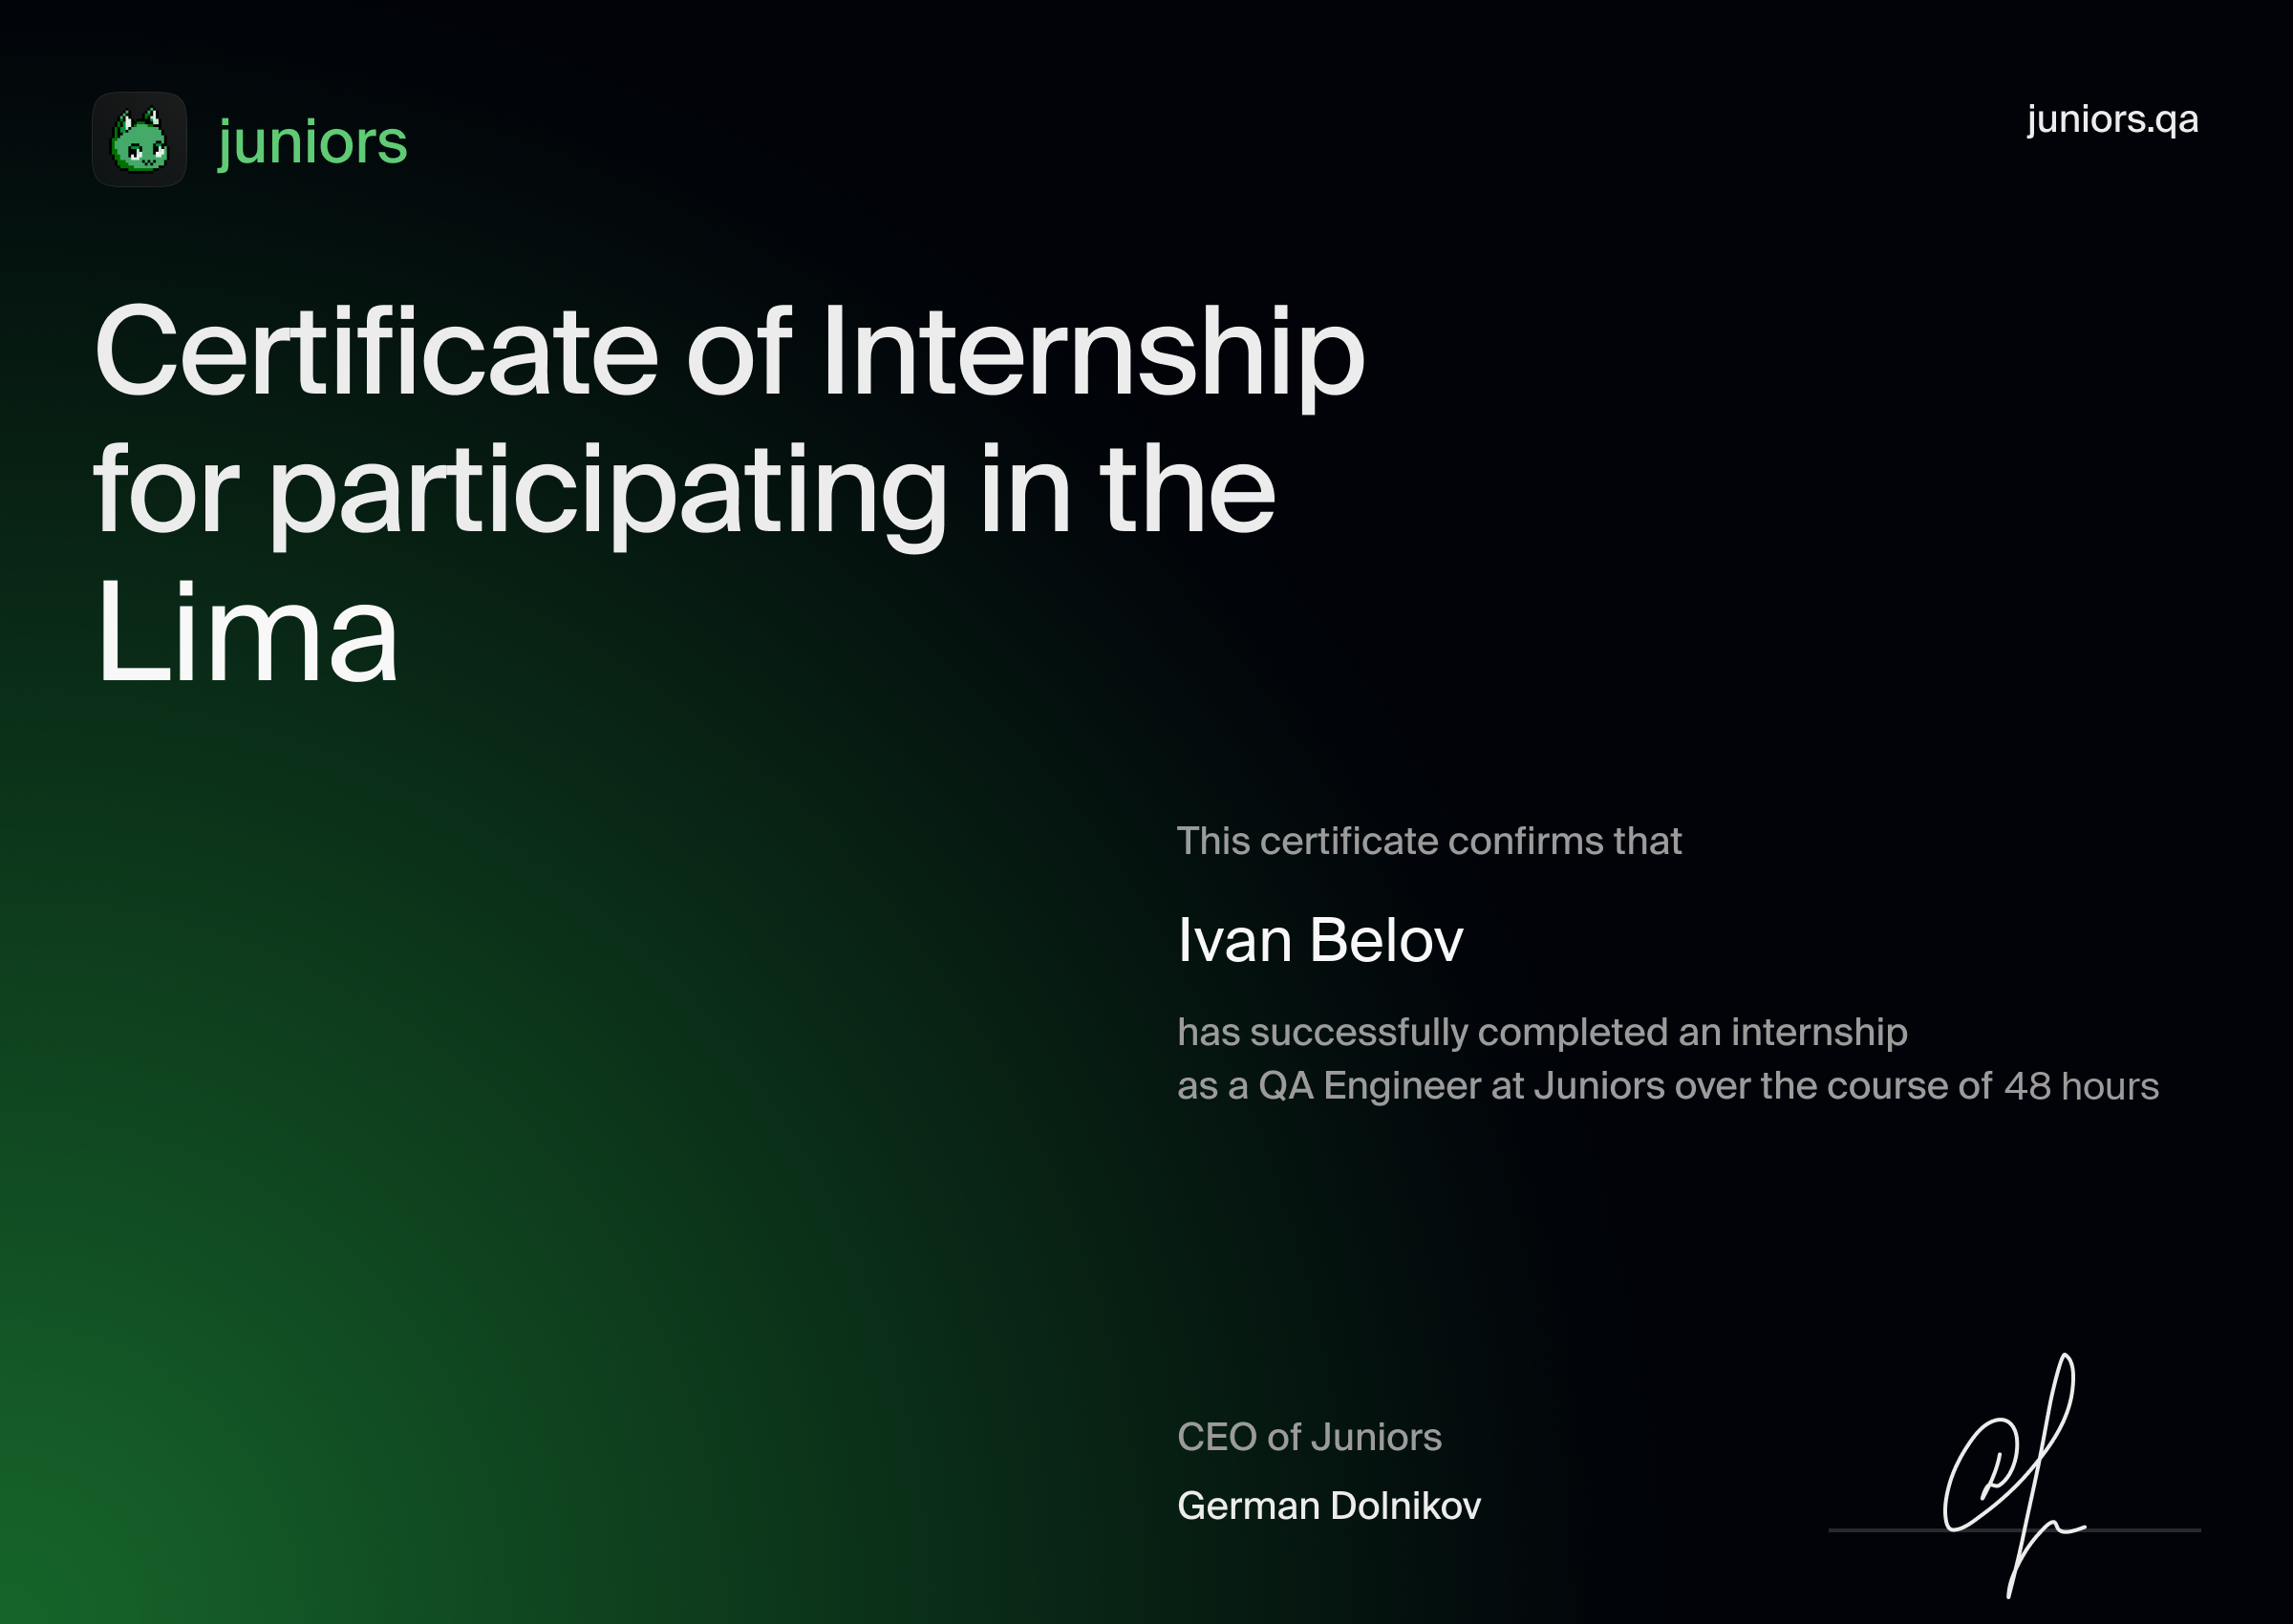 juniors
juniors.qa
Certificate of Internship
for participating in the
Lima
This certificate confirms that
Ivan Belov
has successfully completed an internship
as a QA Engineer at Juniors over the course of 48 hours
CEO of Juniors
German Dolnikov